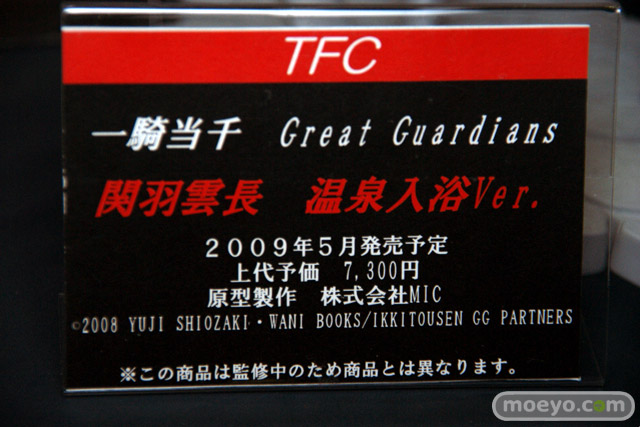 TFC
一騎当千 Great Guardians
関羽雲長 温泉入浴Ver.
2009年5月発売予定
上代予価 7,300円
原型製作 株式会社MIC
©2008 YUJI SHIOZAKI・WANI BOOKS/IKKITOUSEN GG PARTNERS
※この商品は監修中のため商品とは異なります。
moeyo.com